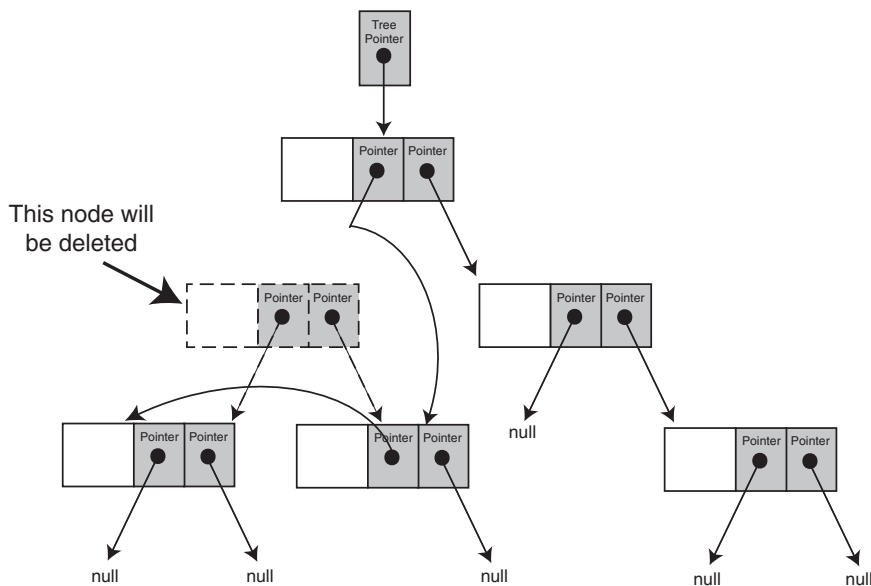 Tree
Pointer
Pointer Pointer
This node will
be deleted
Pointer Pointer
Pointer Pointer
Pointer Pointer
Pointer Pointer
null
Pointer Pointer
null
null
null
null
null